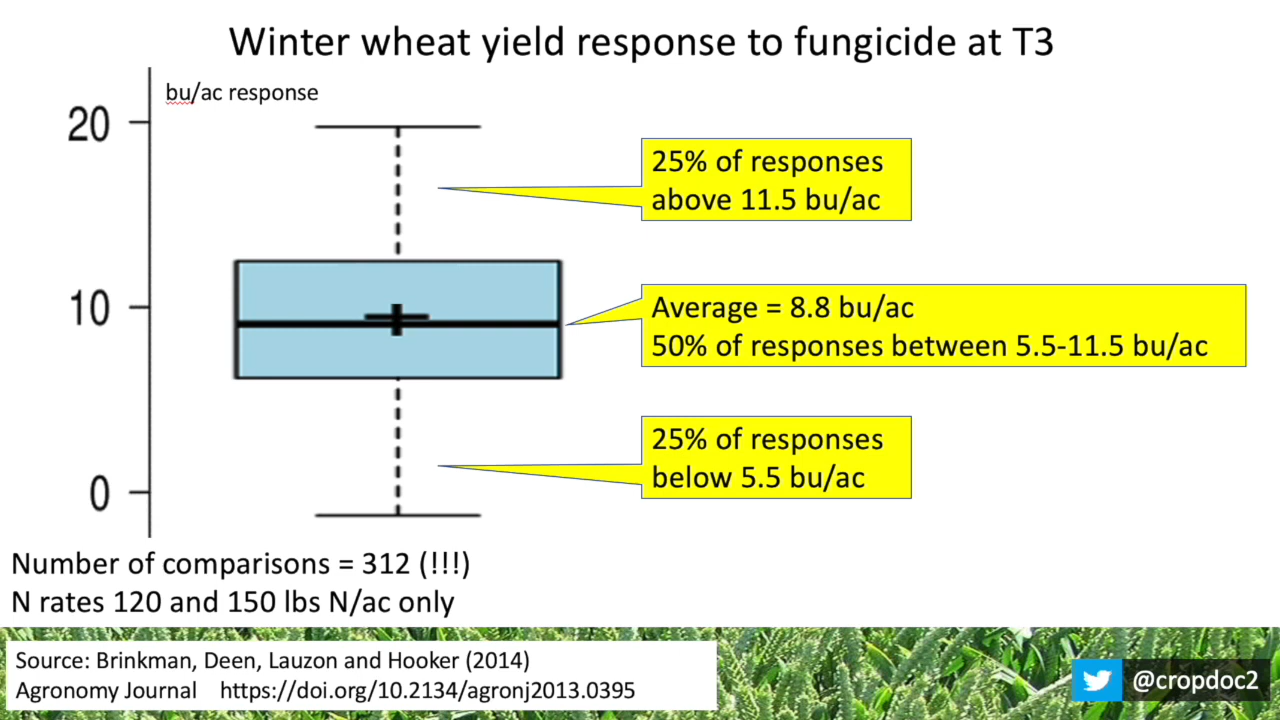 Winter wheat yield response to fungicide at T3
bu/ac response
20
10
0
25% of responses
above 11.5 bu/ac
Average = 8.8 bu/ac
50% of responses between 5.5-11.5 bu/ac
25% of responses
below 5.5 bu/ac
Number of comparisons = 312 (!!!)
N rates 120 and 150 lbs N/ac only
Source: Brinkman, Deen, Lauzon and Hooker (2014)
Agronomy Journal https://doi.org/10.2134/agronj2013.0395
@cropdoc2